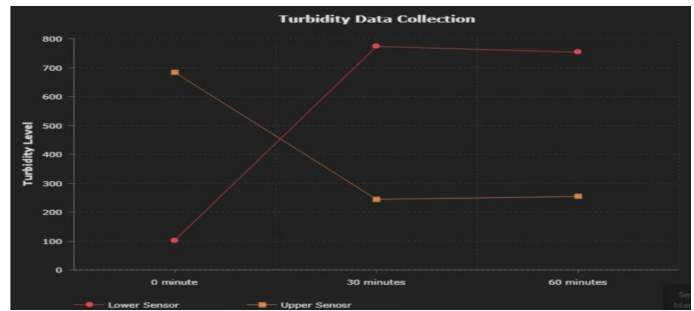 Turbidity Data Collection
800
700
600
500
400
300
200
100
0
Turbidity Level
0 minute 30 minutes 60 minutes
Lower Sensor Upper Senosr